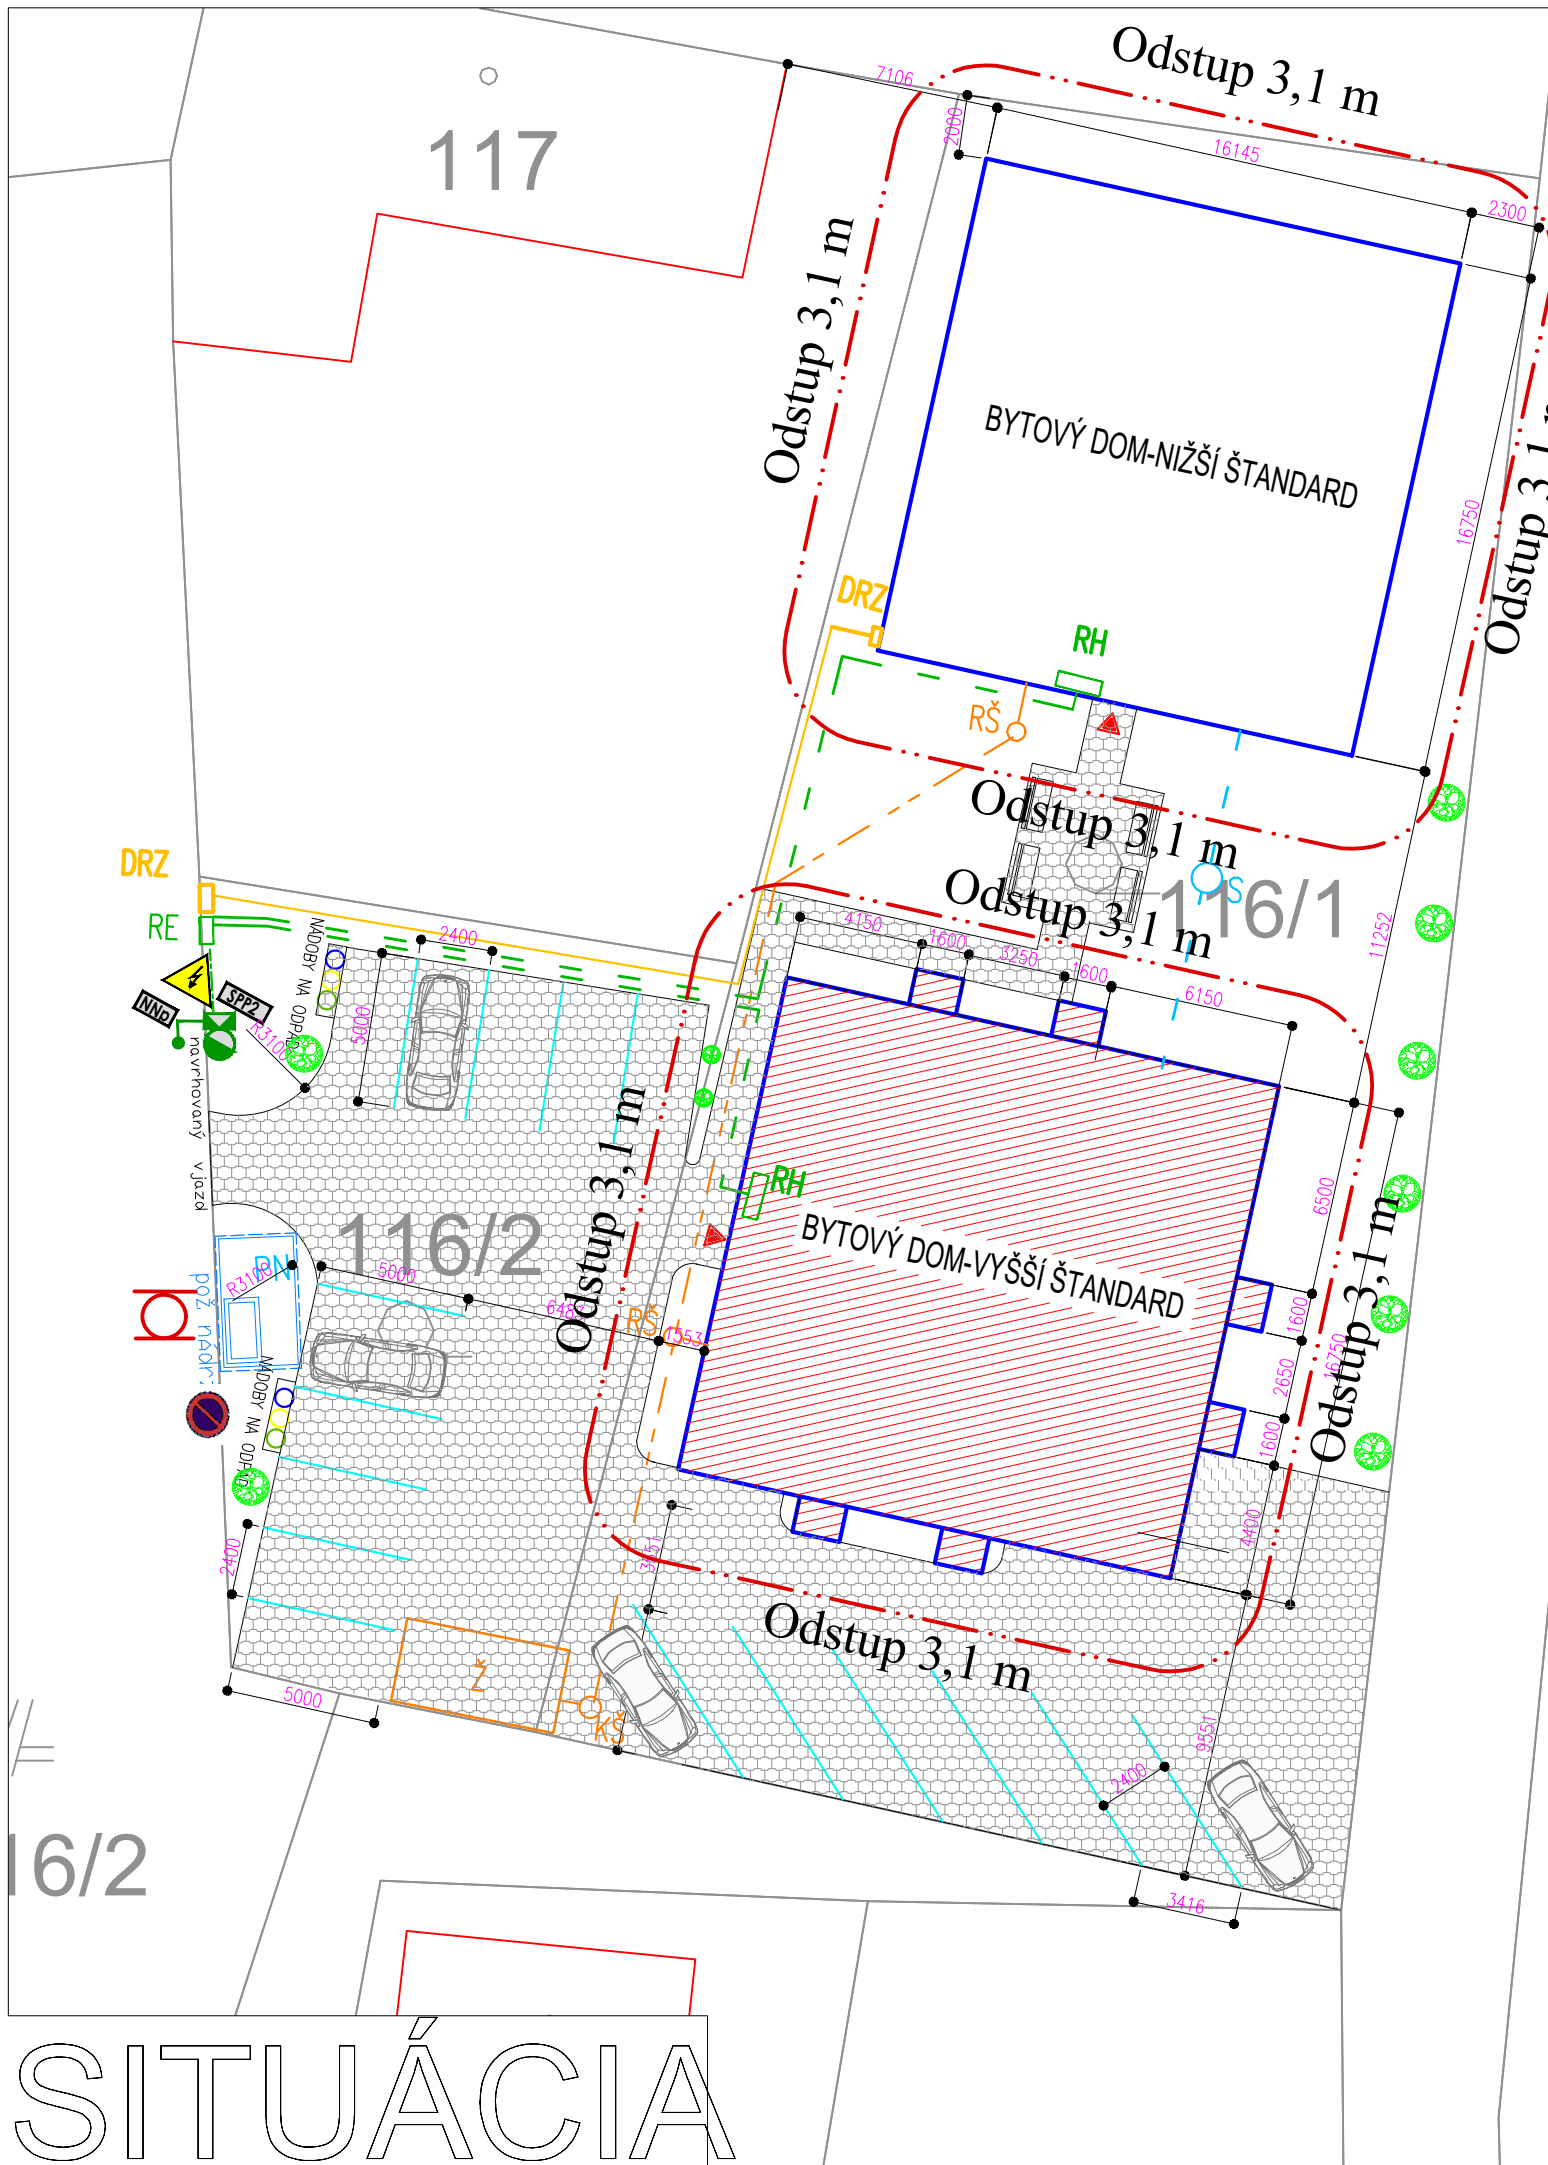 Odstup 3,1 m
7106
2000
16145
2300
117
Odstup 3,1 m
BYTOVÝ DOM-NIŽŠÍ ŠTANDARD
16750
Odstup 3,1
DRZ
RH
RŠ
Odstup 3,1 m
DRZ
RE
Odstup 3,1 m
S
116/1
11252
NÁDOBY NA ODPAD
2400
4150
1600
3250
1600
6150
NNp
SPP2
R3100
5000
navrhovaný vjazd
Odstup 3,1 m
RH
6500
116/2
BYTOVÝ DOM-VYŠŠÍ ŠTANDARD
PN
R3100
5000
RŠ
1553
1600
Odstup 3,1 m
16750
2650
1600
NÁDOBY NA ODPAD
4400
2400
Odstup 3,1 m
Ž
KŠ
5000
9551
2400
16/2
3416
SITUÁCIA